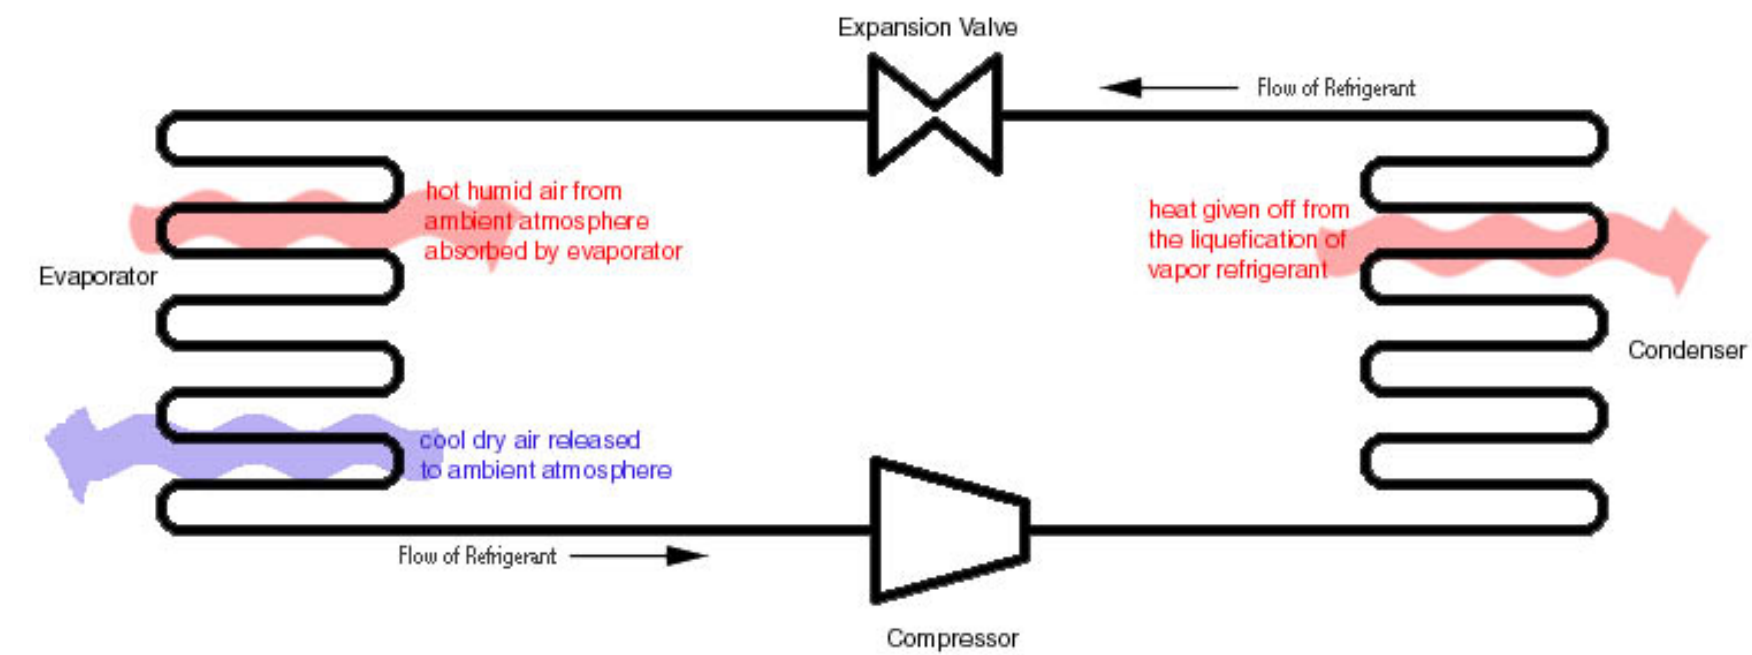 Expansion Valve
Flow of Refrigerant
hot humid air from
ambient atmosphere
absorbed by evaporator
heat given off from
the liquefication of
vapor refrigerant
Evaporator
Condenser
cool dry air released
to ambient atmosphere
Flow of Refrigerant
Compressor